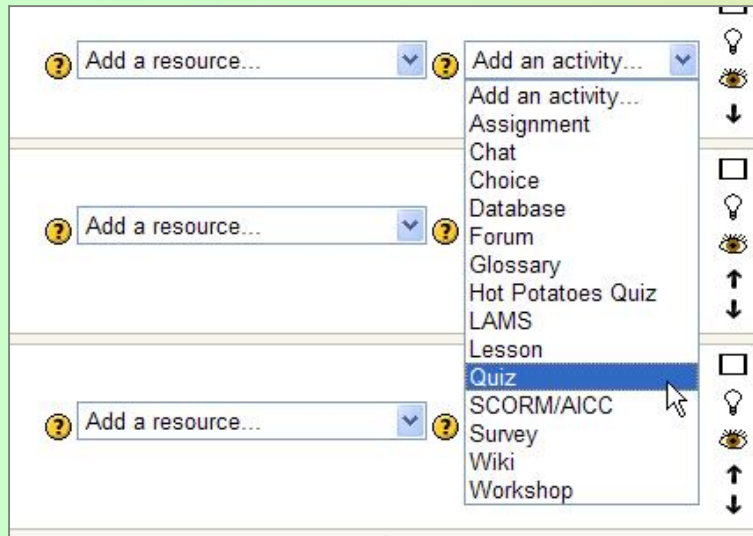 Add a resource...
Add an activity...
Add an activity...
Assignment
Chat
Choice
Database
Add a resource...
Forum
Glossary
Hot Potatoes Quiz
LAMS
Lesson
Quiz
SCORM/AICC
Add a resource...
Survey
Wiki
Workshop